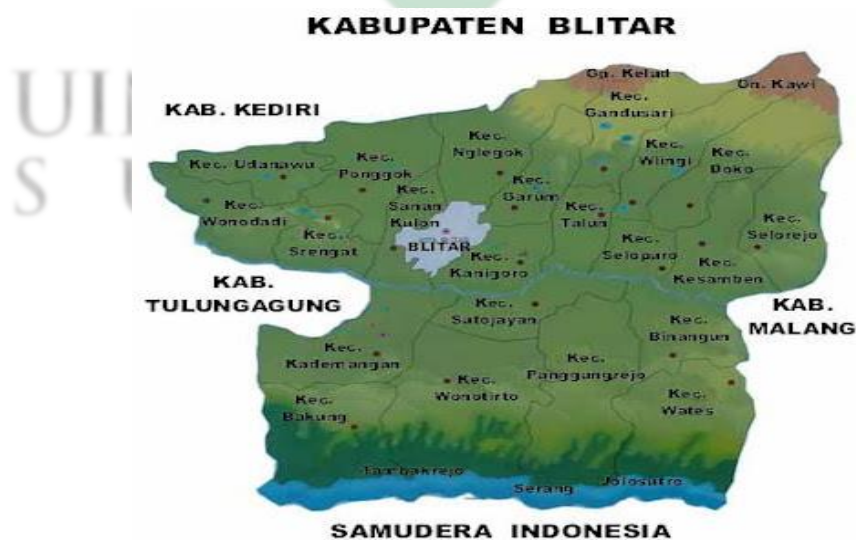 KABUPATEN BLITAR
UI
S U
KAB. KEDIRI
Gn. Kelud
Gn. Kawi
Kec.
Gandusari
Kec.
Nglegok
Kec.
Wlingi
Kec.
Doko
Kec. Udanawu
Kec.
Ponggok
Kec.
Garum
Kec.
Sanan
Kulon
Kec.
Wonodadi
Kec.
Talun
Kec.
Selorejo
Kec.
Srengat
BLITAR
Kec.
Seloparo
Kec.
Kanigoro
Kec.
Kesamben
KAB.
TULUNGAGUNG
KAB.
MALANG
Kec.
Satojayan
Kec.
Binangun
Kec.
Kademangan
Kec.
Panggungrejo
Kec.
Wonotirto
Kec.
Wates
Kec.
Bakung
Tambakrejo
Serang
Jolosutro
SAMUDERA INDONESIA